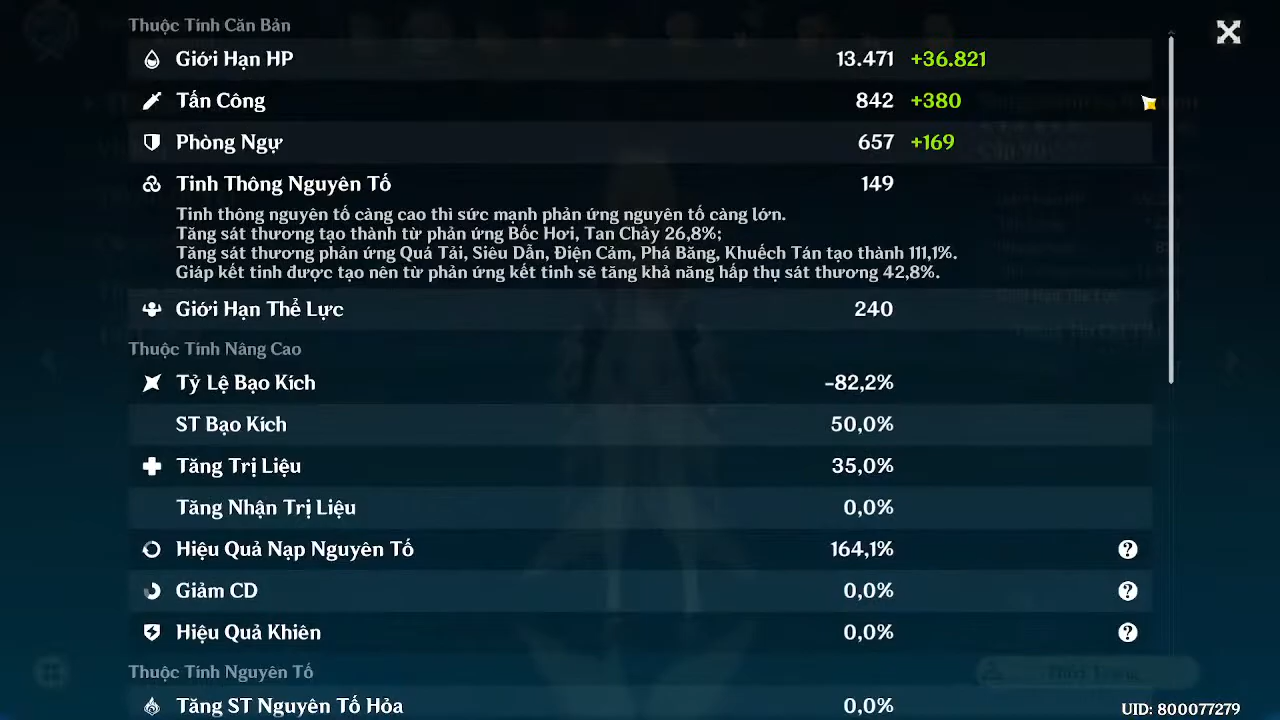 Thuộc Tính Căn Bản
Giới Hạn HP 13.471 +36.821
Tấn Công 842 +380
Phòng Ngự 657 +169
Tinh Thông Nguyên Tố 149
Tinh thông nguyên tố càng cao thì sức mạnh phản ứng nguyên tố càng lớn.
Tăng sát thương tạo thành từ phản ứng Bốc Hơi, Tan Chảy 26,8%;
Tăng sát thương phản ứng Quá Tải, Siêu Dẫn, Điện Cảm, Phá Băng, Khuếch Tán tạo thành 111,1%.
Giáp kết tinh được tạo nên từ phản ứng kết tinh sẽ tăng khả năng hấp thụ sát thương 42,8%.
Giới Hạn Thể Lực 240
Thuộc Tính Nâng Cao
Tỷ Lệ Bạo Kích -82,2%
ST Bạo Kích 50,0%
Tăng Trị Liệu 35,0%
Tăng Nhận Trị Liệu 0,0%
Hiệu Quả Nạp Nguyên Tố 164,1% ?
Giảm CD 0,0% ?
Hiệu Quả Khiên 0,0% ?
Thuộc Tính Nguyên Tố
Tăng ST Nguyên Tố Hỏa 0,0%
UID: 800077279